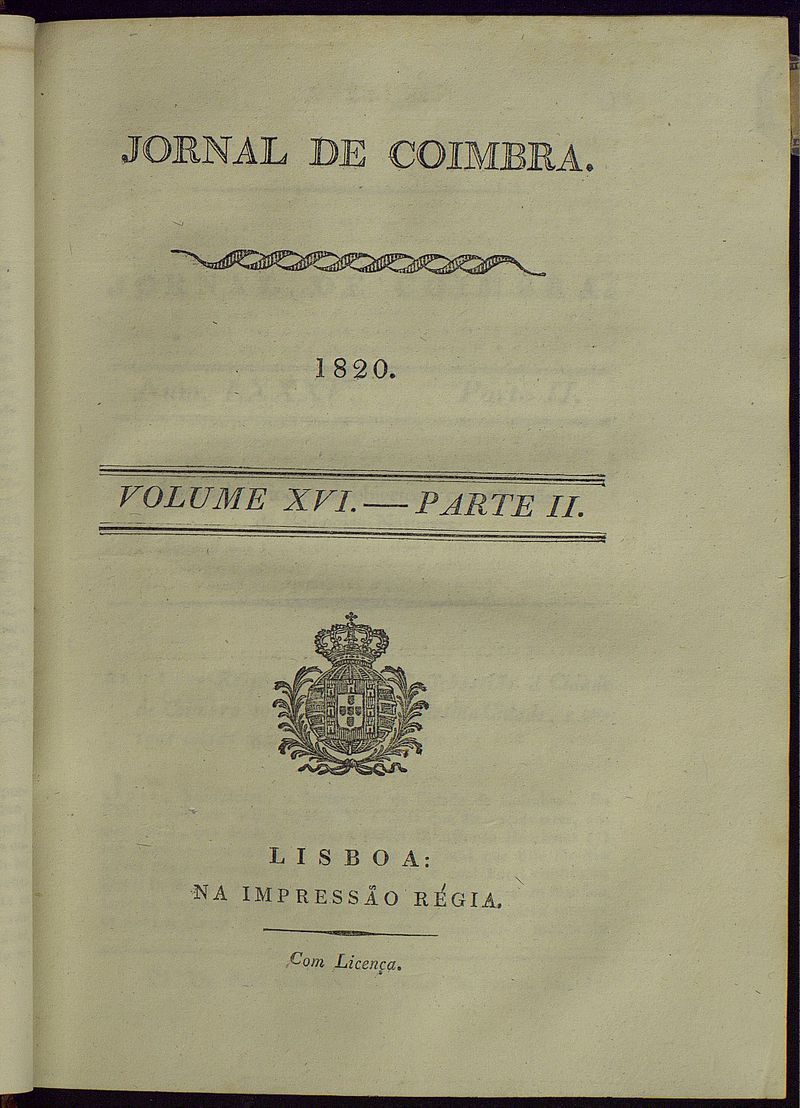 JORNAL DE COIMBRA.
1820.
VOLUME XVI.—PARTE II.
LISBOA:
NA IMPRESSÃO RÉGIA.
Com Licença.